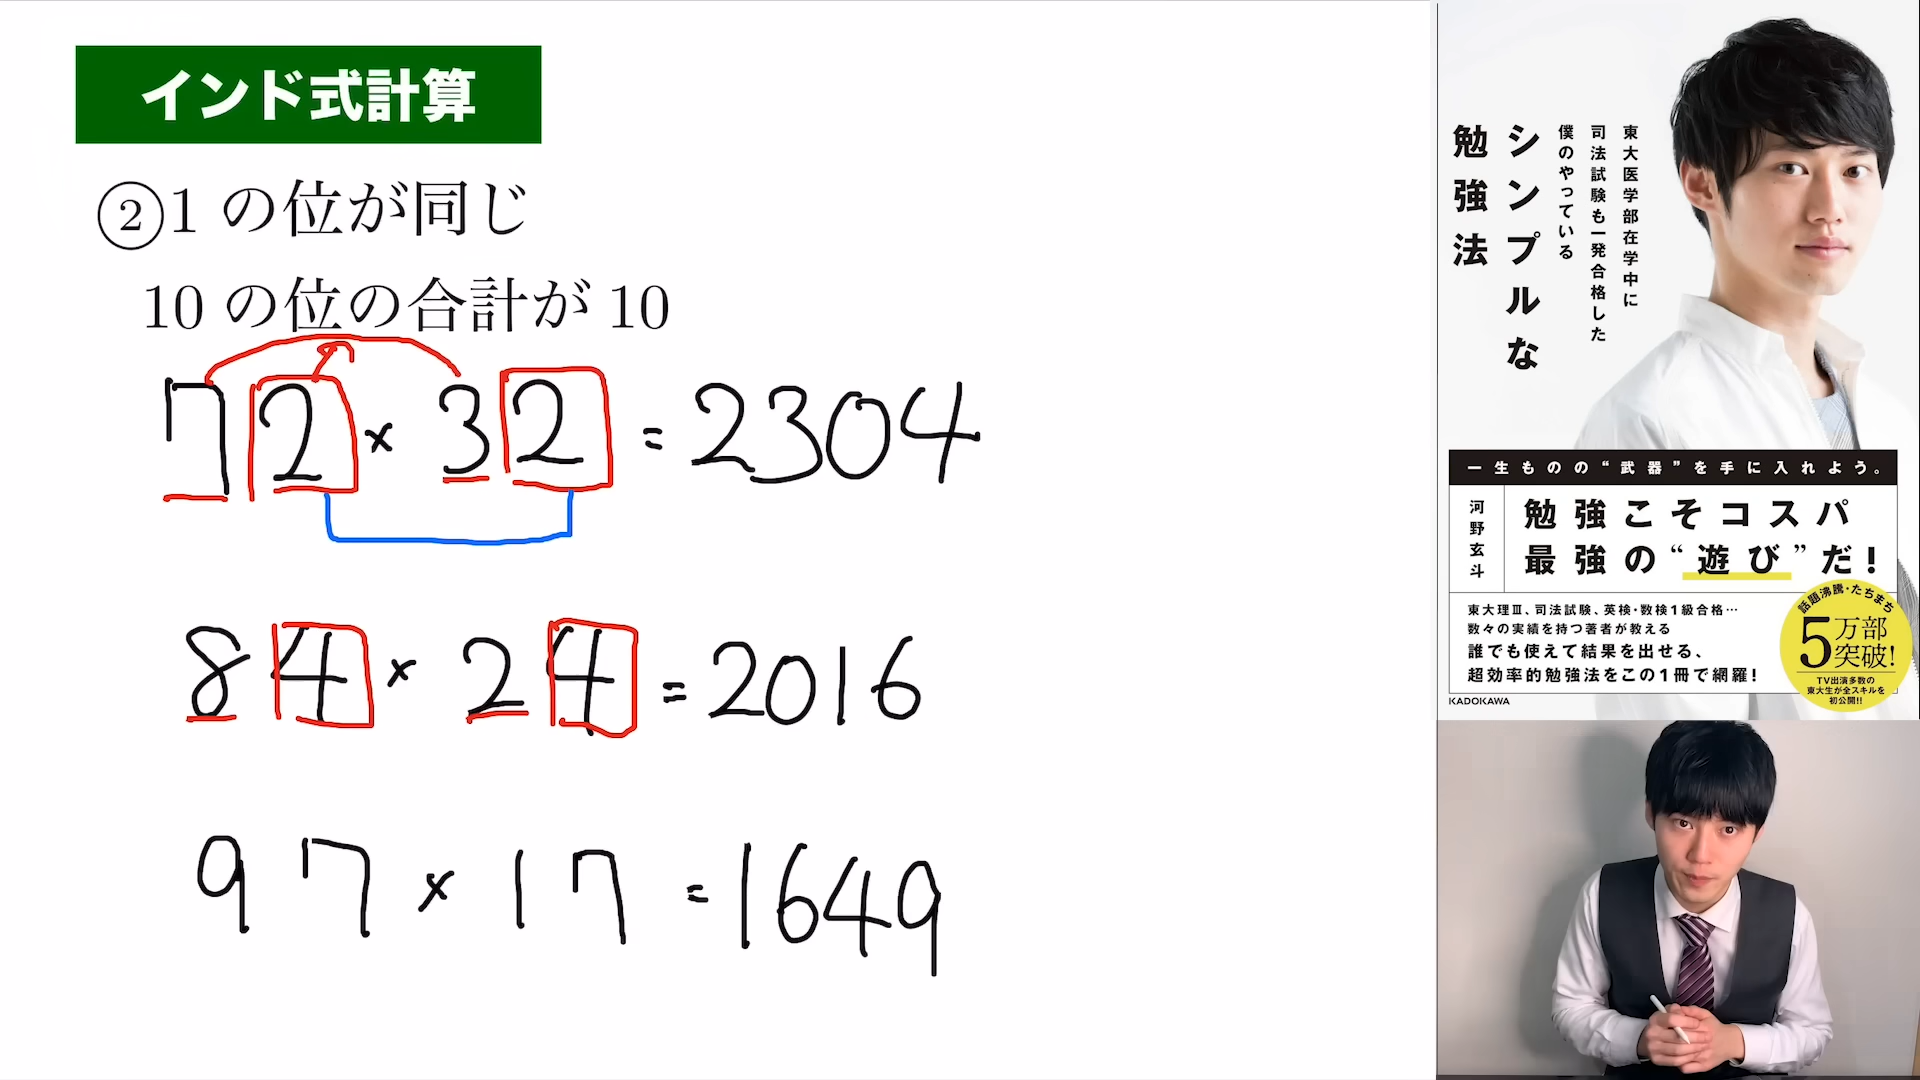 インド式計算
②1の位が同じ
10の位の合計が10
72×32=2304
84×24=2016
97×17=1649
東大医学部在学中に
司法試験も一発合格した
僕のやっている
シンプルな
勉強法
一生ものの“武器”を手に入れよう。
河野玄斗
勉強こそコスパ
最強の“遊び”だ!
東大理Ⅲ、司法試験、英検・数検1級合格…
数々の実績を持つ著者が教える
誰でも使えて結果を出せる、
超効率的勉強法をこの1冊で網羅!
話題沸騰・たちまち
5万部
突破!
TV出演多数の
東大生が全スキルを
初公開!!
KADOKAWA